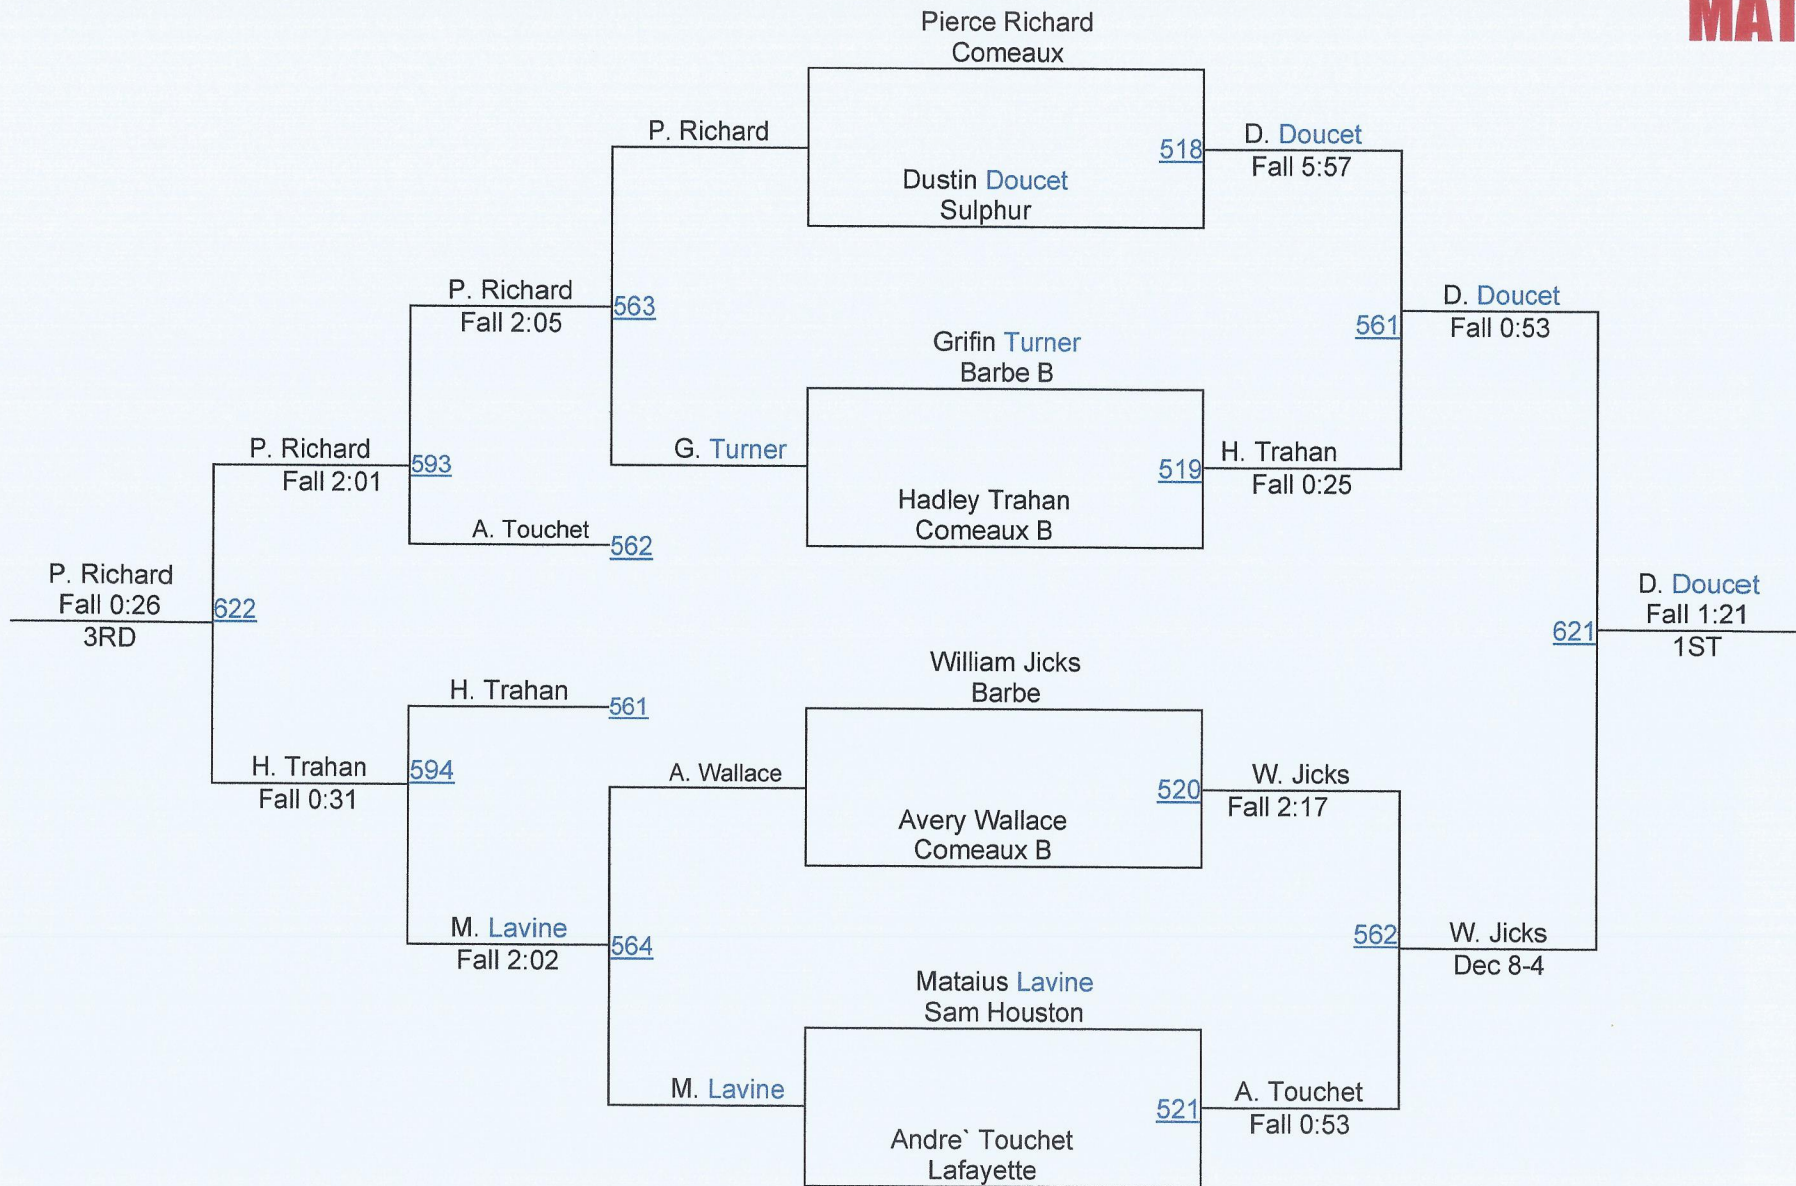 MAT
Pierce Richard
Comeaux
P. Richard
518
D. Doucet
Fall 5:57
Dustin Doucet
Sulphur
P. Richard
Fall 2:05
563
561
D. Doucet
Fall 0:53
Grifin Turner
Barbe B
P. Richard
Fall 2:01
593
G. Turner
519
H. Trahan
Fall 0:25
Hadley Trahan
Comeaux B
A. Touchet
562
P. Richard
Fall 0:26
3RD
622
621
D. Doucet
Fall 1:21
1ST
William Jicks
Barbe
H. Trahan
561
H. Trahan
Fall 0:31
594
A. Wallace
520
W. Jicks
Fall 2:17
Avery Wallace
Comeaux B
M. Lavine
Fall 2:02
564
562
W. Jicks
Dec 8-4
Mataius Lavine
Sam Houston
M. Lavine
521
A. Touchet
Fall 0:53
Andre` Touchet
Lafayette